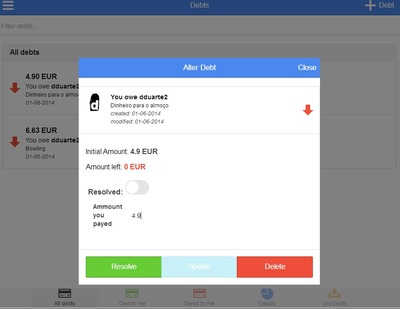 Debts
Debt
Filter debts
All debts
4.90 EUR
You owe dduarte2
Dinheiro para o almoço
01-06-2014
6.63 EUR
You owe dduarte2
Bowling
01-06-2014
Alter Debt
Close
You owe dduarte2
Dinheiro para o almoço
created: 01-06-2014
modified: 01-06-2014
Initial Amount: 4.9 EUR
Amount left: 0 EUR
Resolved:
Ammount
you
payed
4.9
Resolve
Update
Delete
All debts
Owen to me
Owed by me
Details
Old Debts